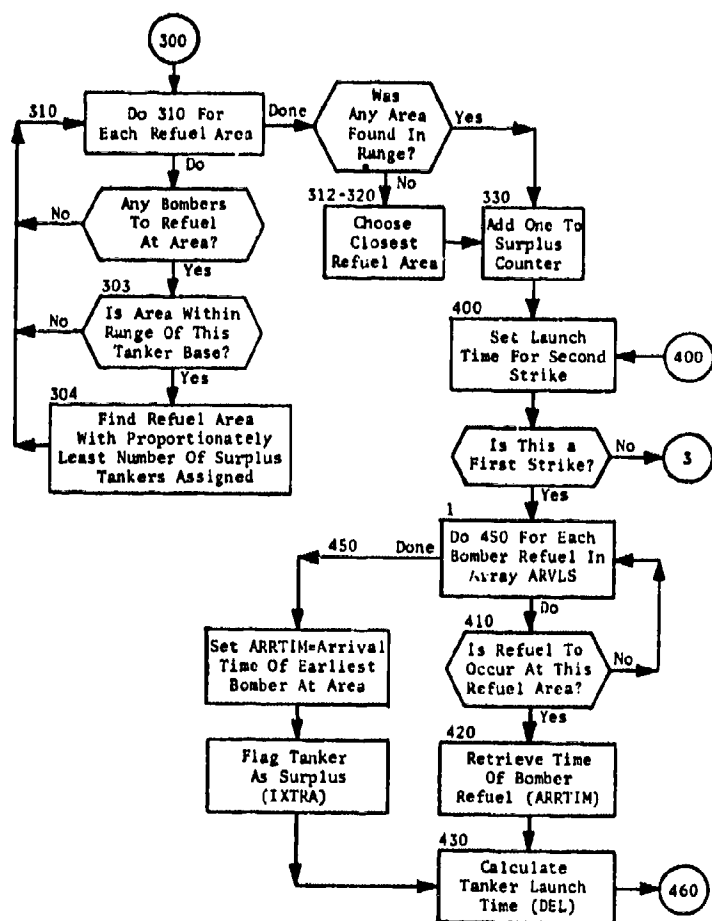 300
310
Do 310 For
Each Refuel Area
Done
Was
Any Area
Found In
Range?
Yes
Do
No
Any Bombers
To Refuel
At Area?
No
Yes
312-320
Choose
Closest
Refuel Area
330
Add One To
Surplus
Counter
303
Is Area Within
Range Of This
Tanker Base?
No
Yes
400
Set Launch
Time For Second
Strike
400
304
Find Refuel Area
With Proportionately
Least Number Of Surplus
Tankers Assigned
Is This a
First Strike?
No
3
Yes
1
Do 450 For Each
Bomber Refuel In
Array ARVLS
450
Done
Do
410
Is Refuel To
Occur At This
Refuel Area?
No
Yes
Set ARRTIM=Arrival
Time Of Earliest
Bomber At Area
420
Retrieve Time
Of Bomber
Refuel (ARRTIM)
Flag Tanker
As Surplus
(IXTRA)
430
Calculate
Tanker Launch
Time (DEL)
460